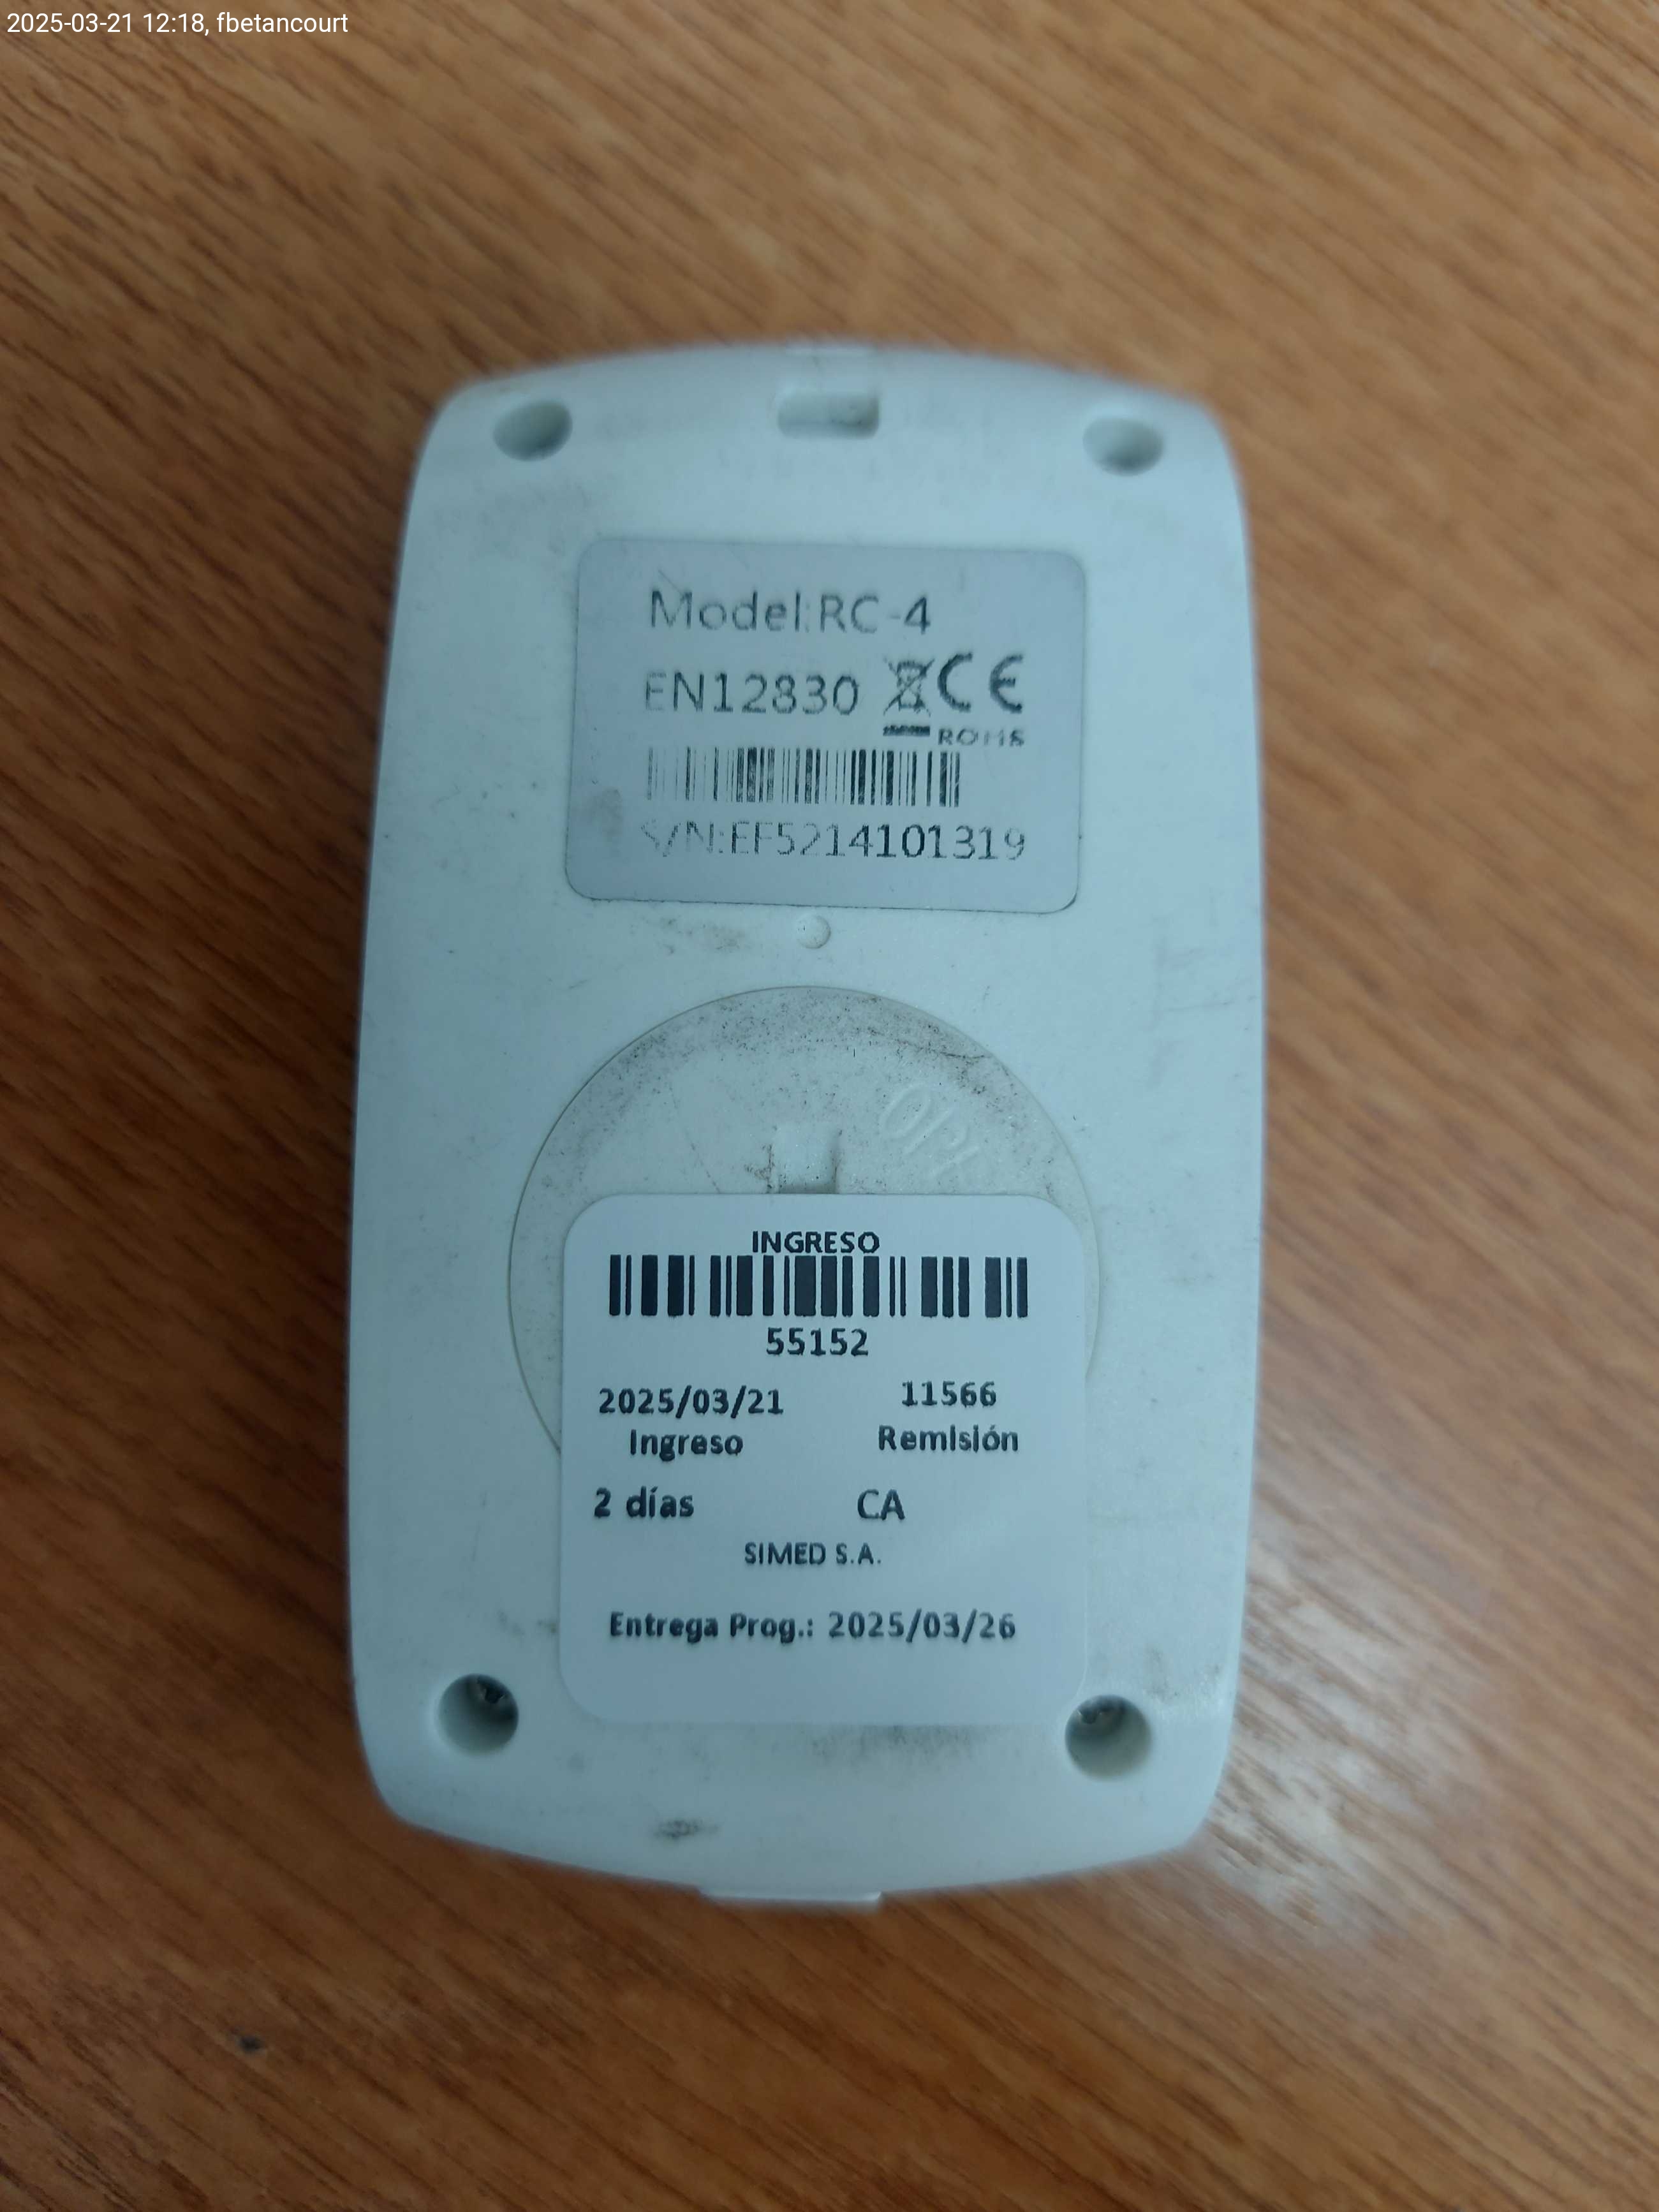 2025-03-21 12:18, fbetancourt
Model:RC-4
EN12830 CE
ROHS
S/N:EF5214101319
INGRESO
55152
2025/03/21 11566
Ingreso Remisión
2 días CA
SIMED S.A.
Entrega Prog.: 2025/03/26